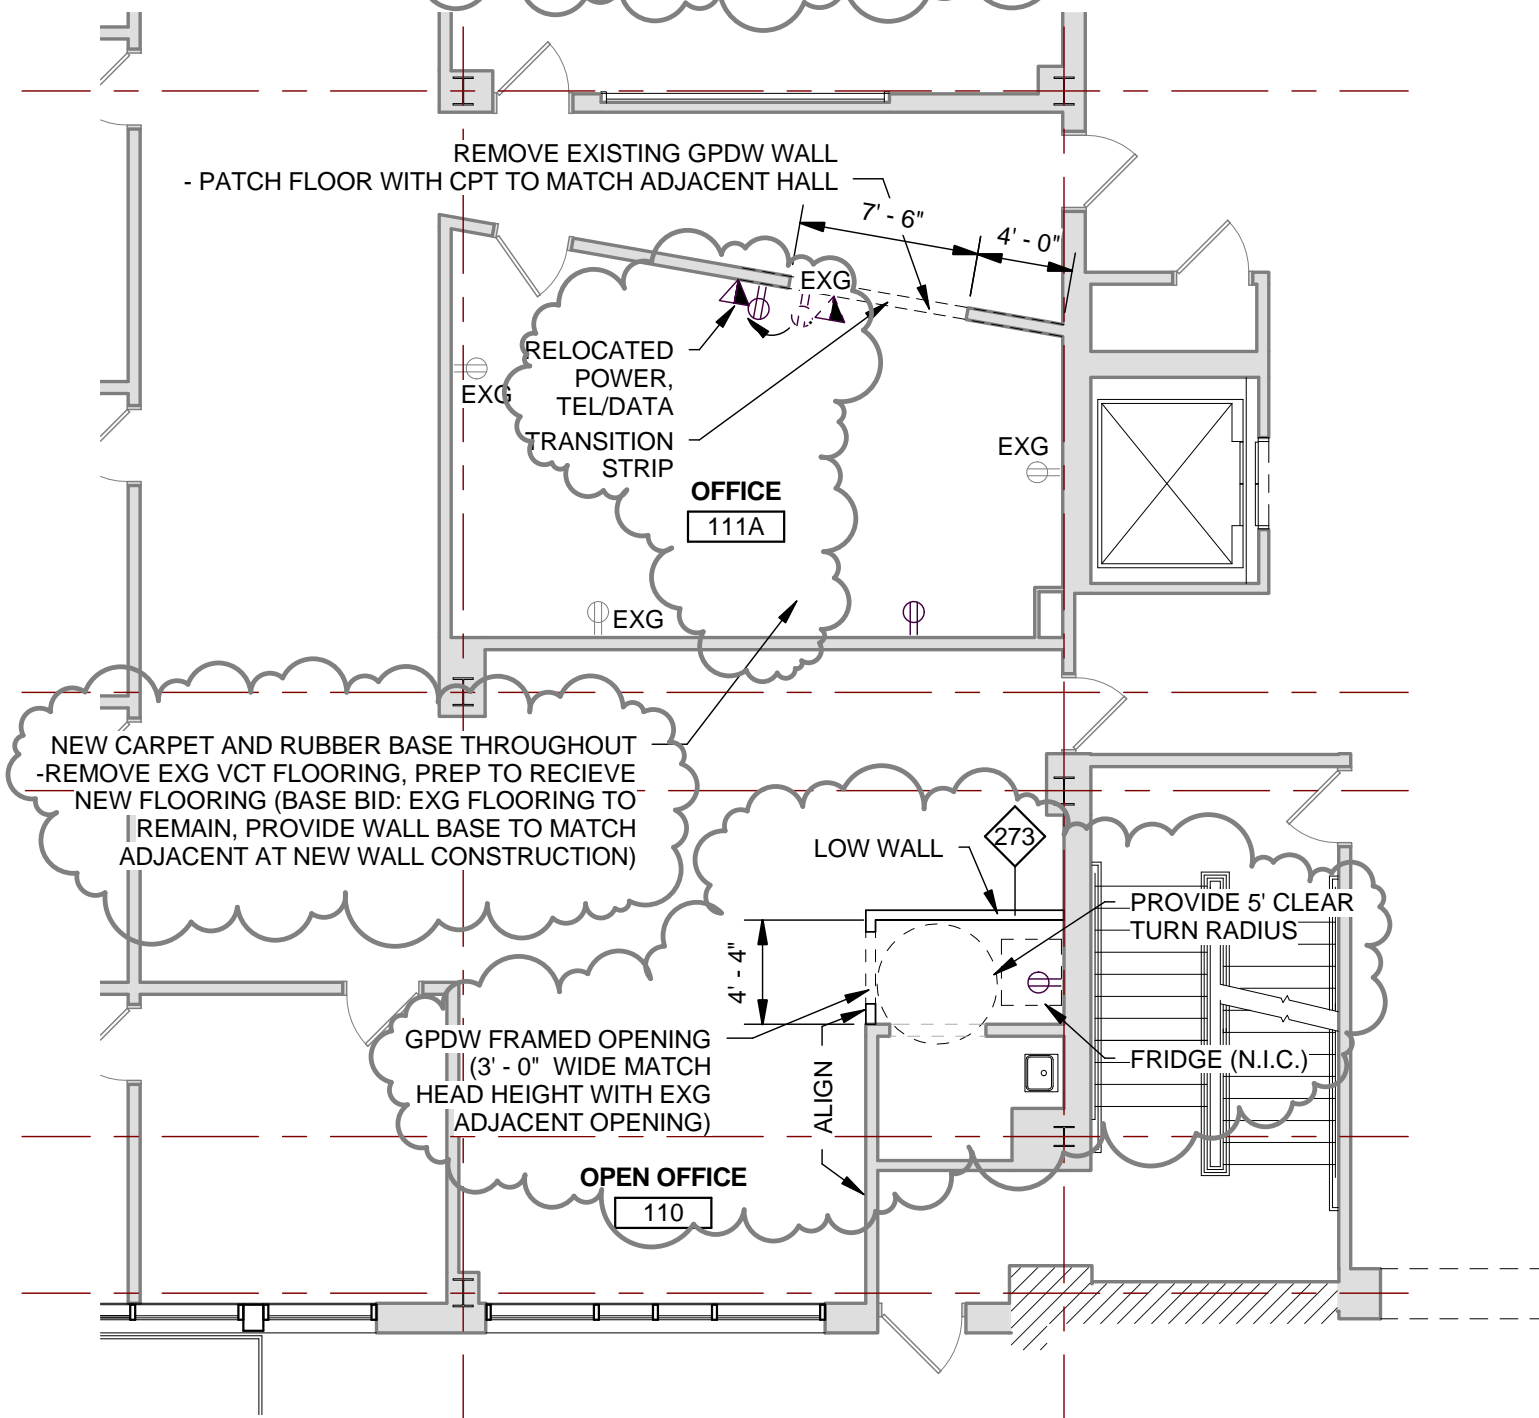 REMOVE EXISTING GPDW WALL
- PATCH FLOOR WITH CPT TO MATCH ADJACENT HALL
7' - 6"
4' - 0"
EXG
RELOCATED
POWER,
TEL/DATA
EXG
TRANSITION
STRIP
EXG
OFFICE
111A
EXG
NEW CARPET AND RUBBER BASE THROUGHOUT
-REMOVE EXG VCT FLOORING, PREP TO RECIEVE
NEW FLOORING (BASE BID: EXG FLOORING TO
REMAIN, PROVIDE WALL BASE TO MATCH
ADJACENT AT NEW WALL CONSTRUCTION)
LOW WALL
273
PROVIDE 5' CLEAR
TURN RADIUS
4' - 4"
GPDW FRAMED OPENING
(3' - 0" WIDE MATCH
HEAD HEIGHT WITH EXG
ADJACENT OPENING)
ALIGN
FRIDGE (N.I.C.)
OPEN OFFICE
110